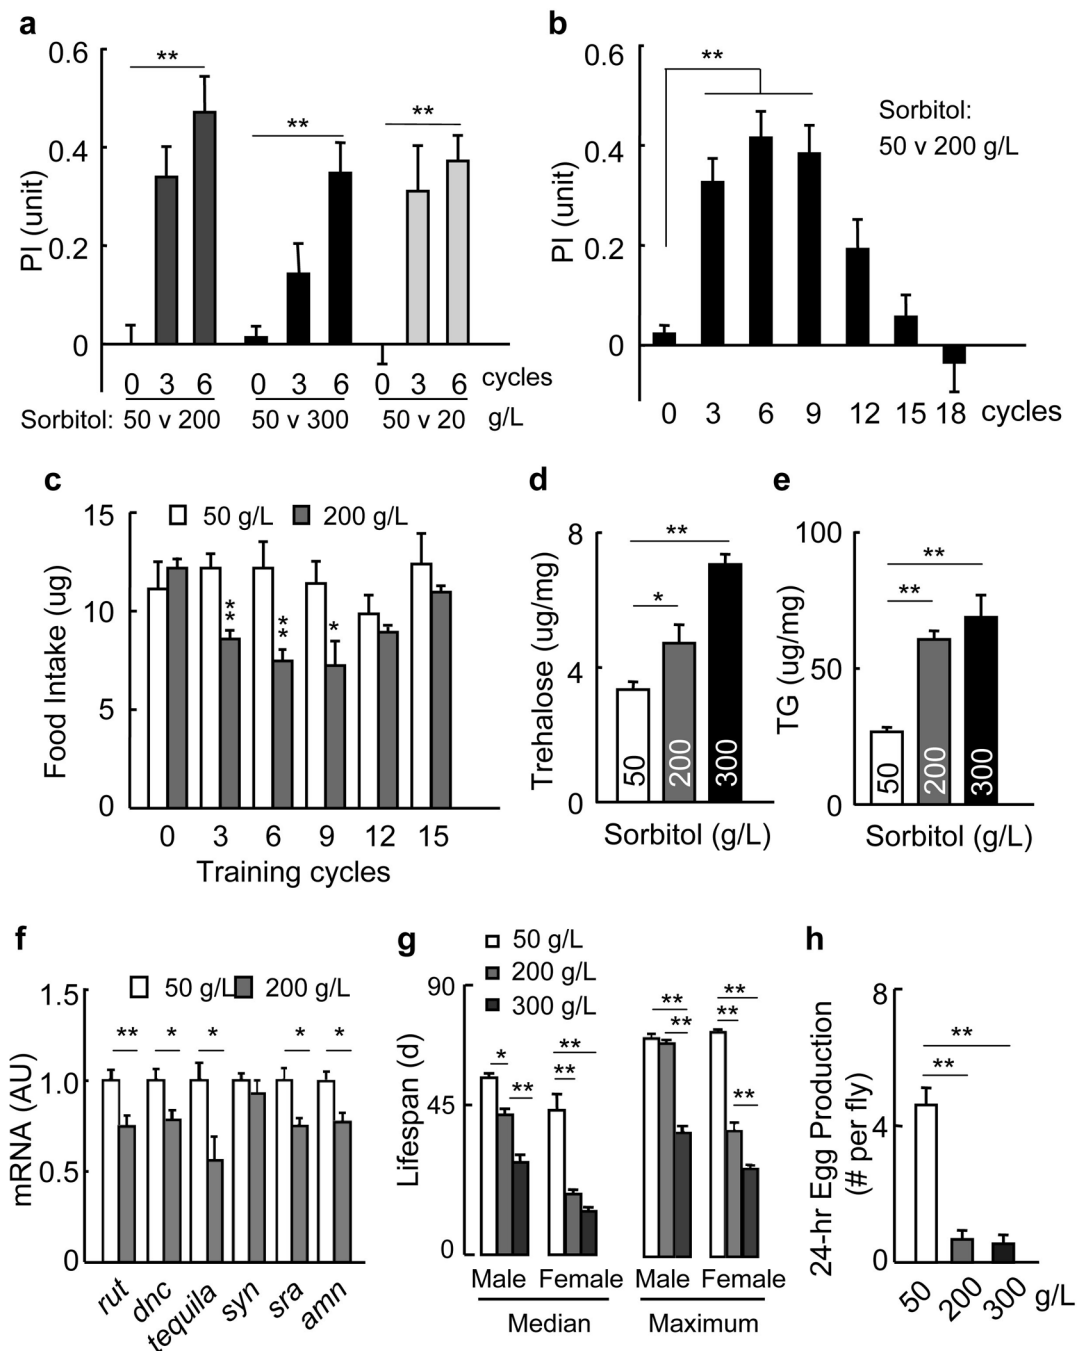 a
0.6
0.4
0.2
0
PI (unit)
**
**
**
0 3 6 0 3 6 0 3 6 cycles
Sorbitol: 50 v 200 50 v 300 50 v 20 g/L
b
0.6
0.4
0.2
0
PI (unit)
**
Sorbitol:
50 v 200 g/L
0 3 6 9 12 15 18 cycles
c
50 g/L 200 g/L
15
10
5
0
Food Intake (ug)
** ** *
0 3 6 9 12 15
Training cycles
d
8
4
0
Trehalose (ug/mg)
**
*
50 200 300
Sorbitol (g/L)
e
100
50
0
TG (ug/mg)
**
**
50 200 300
Sorbitol (g/L)
f
50 g/L 200 g/L
1.5
1.0
0.5
0
mRNA (AU)
** * * * *
rut dnc tequila syn sra amn
g
50 g/L
200 g/L
300 g/L
90
45
0
Lifespan (d)
* ** ** **
** ** ** ** **
Male Female Male Female
Median Maximum
h
8
4
0
24-hr Egg Production
(# per fly)
**
**
50 200 300 g/L